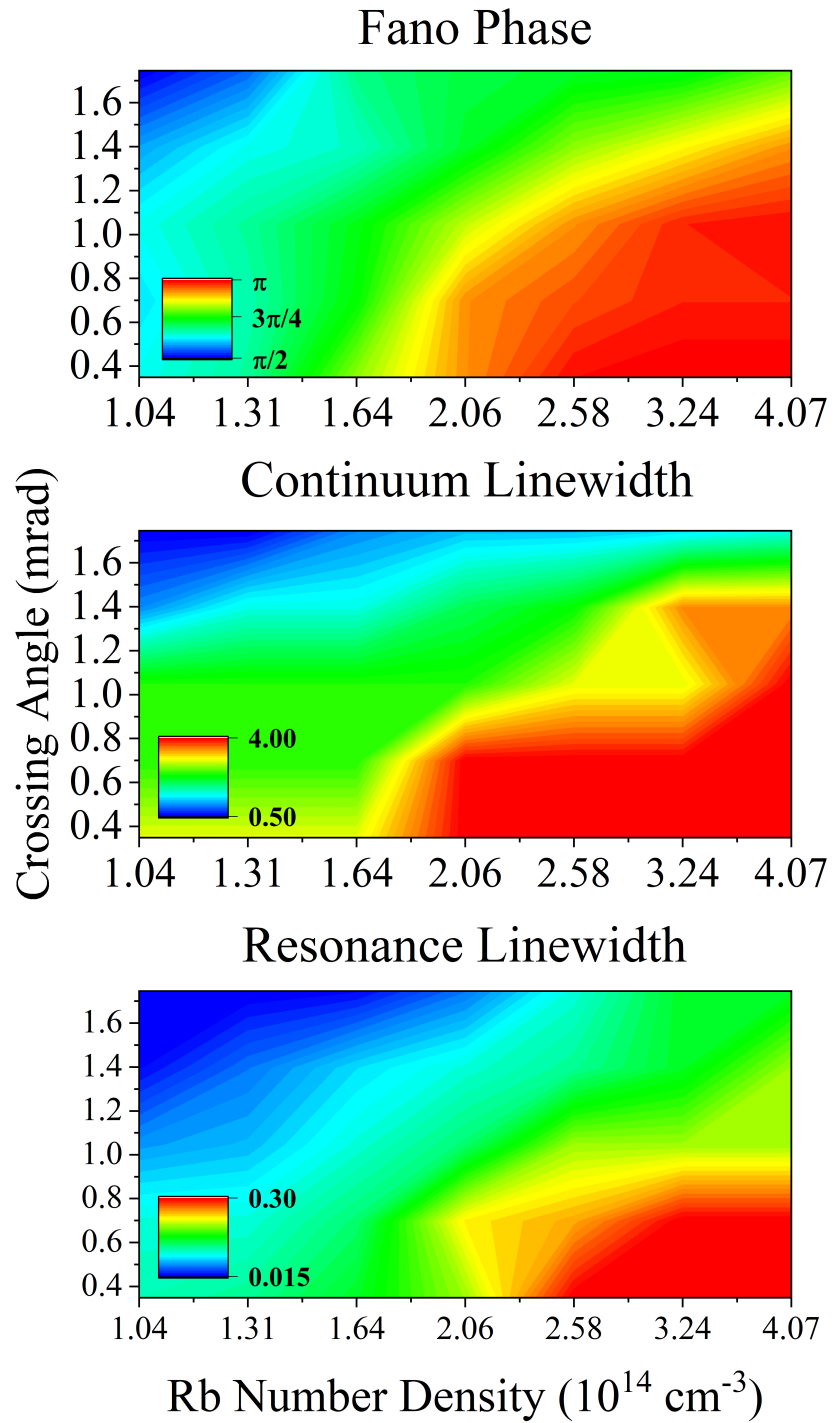 Fano Phase
1.6
1.4
1.2
1.0
0.8
0.6
0.4
π
3π/4
π/2
1.04 1.31 1.64 2.06 2.58 3.24 4.07
Continuum Linewidth
Crossing Angle (mrad)
1.6
1.4
1.2
1.0
0.8
0.6
0.4
4.00
0.50
1.04 1.31 1.64 2.06 2.58 3.24 4.07
Resonance Linewidth
1.6
1.4
1.2
1.0
0.8
0.6
0.4
0.30
0.015
1.04 1.31 1.64 2.06 2.58 3.24 4.07
Rb Number Density (10¹⁴ cm⁻³)